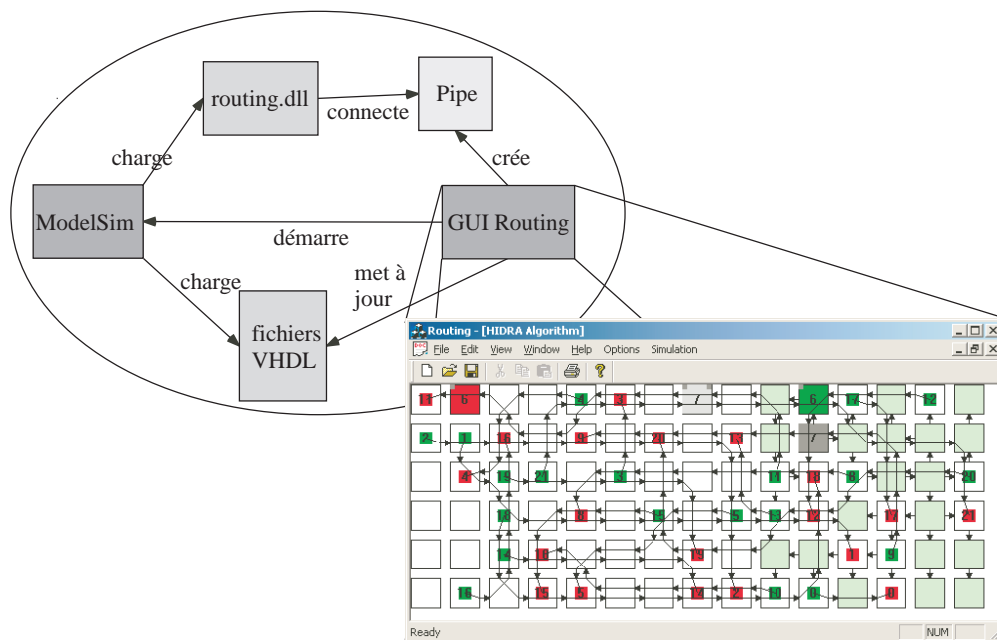 routing.dll
connecte
Pipe
charge
crée
ModelSim
démarre
GUI Routing
charge
met à
jour
fichiers
VHDL
Routing - [HIDRA Algorithm]
File Edit View Window Help Options Simulation
11 6 4 3 7 6 17 12
2 1 16 9 20 13 7
4 19 21 3 11 18 8 20
18 8 15 5 13 12 17 21
14 10 19 1 9
16 15 5 14 2 10 0 0
Ready
NUM